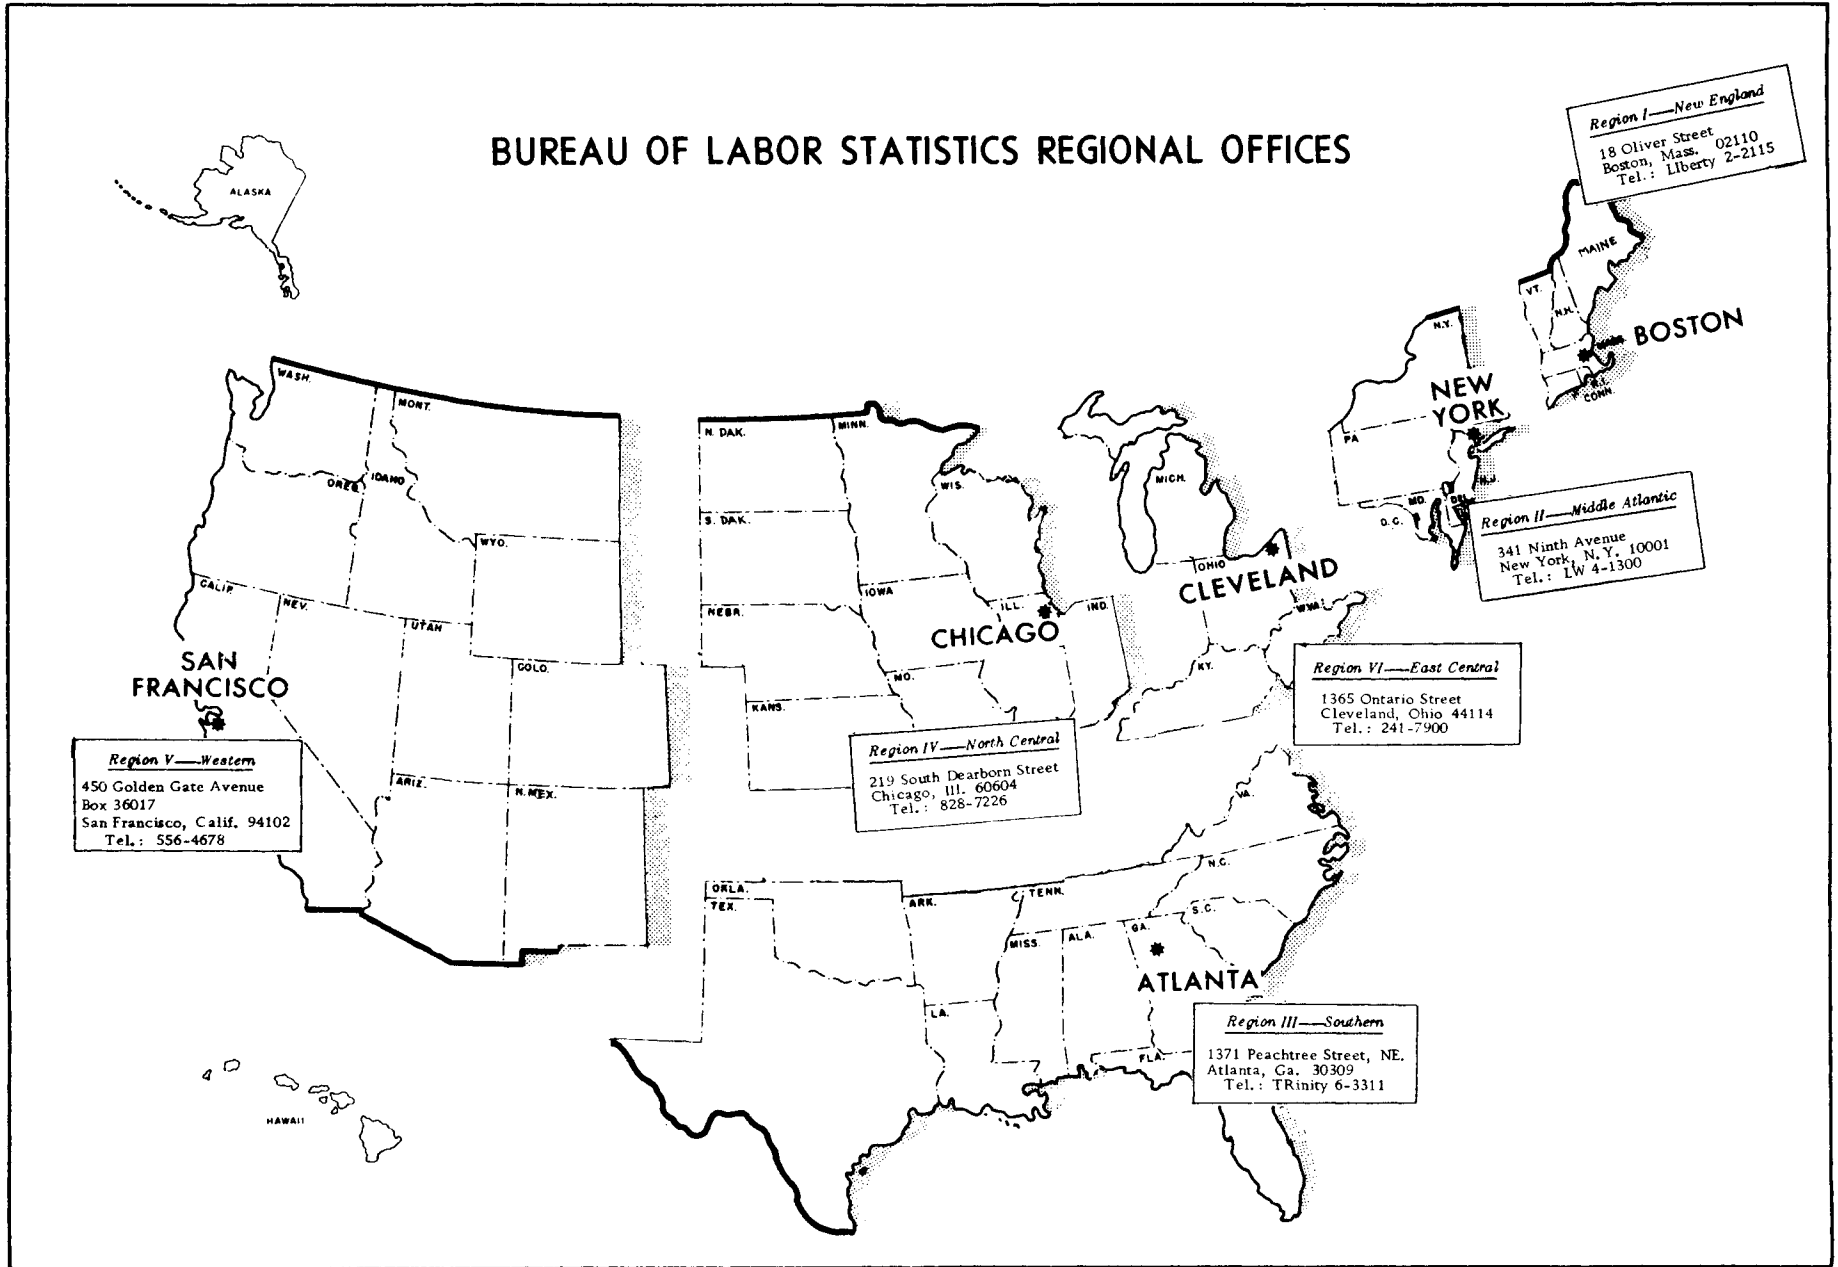 BUREAU OF LABOR STATISTICS REGIONAL OFFICES
Region I—New England
18 Oliver Street
Boston, Mass. 02110
Tel.: LIberty 2-2115
ALASKA
MAINE
VT.
N.H.
BOSTON
R.I.
CONN.
N.Y.
NEW
YORK
PA
N.J.
MD.
DEL.
D.C.
Region II—Middle Atlantic
341 Ninth Avenue
New York, N.Y. 10001
Tel.: LW 4-1300
WASH.
MONT.
OREG.
IDAHO
WYO.
CALIF.
NEV.
UTAH
COLO.
ARIZ.
N.MEX.
SAN
FRANCISCO
Region V—Western
450 Golden Gate Avenue
Box 36017
San Francisco, Calif. 94102
Tel.: 556-4678
N. DAK.
MINN.
S. DAK.
WIS.
NEBR.
IOWA
ILL.
IND.
CHICAGO
MO.
KANS.
Region IV—North Central
219 South Dearborn Street
Chicago, Ill. 60604
Tel.: 828-7226
MICH.
OHIO
CLEVELAND
W.VA.
KY.
Region VI—East Central
1365 Ontario Street
Cleveland, Ohio 44114
Tel.: 241-7900
VA.
N.C.
S.C.
OKLA.
TEX.
ARK.
TENN.
MISS.
ALA.
GA.
LA.
FLA.
ATLANTA
Region III—Southern
1371 Peachtree Street, NE.
Atlanta, Ga. 30309
Tel.: TRinity 6-3311
HAWAII